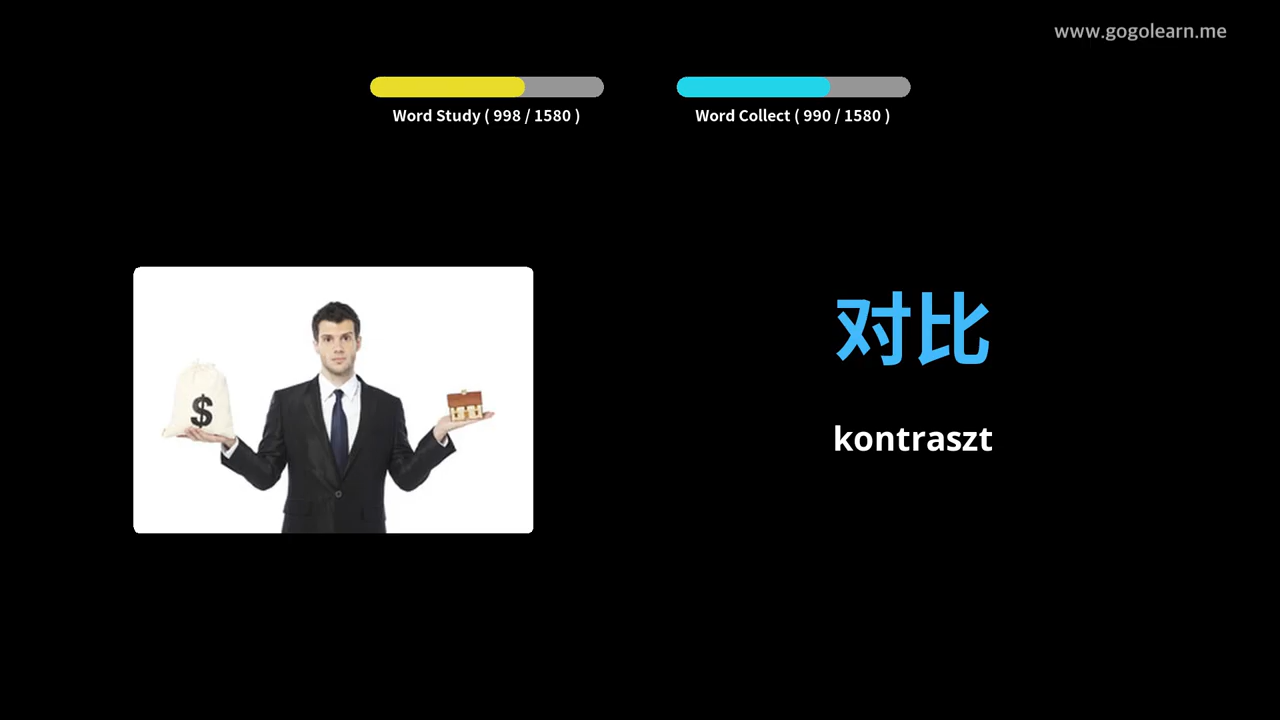 www.gogolearn.me
Word Study ( 998 / 1580 )
Word Collect ( 990 / 1580 )
$
对比
kontraszt